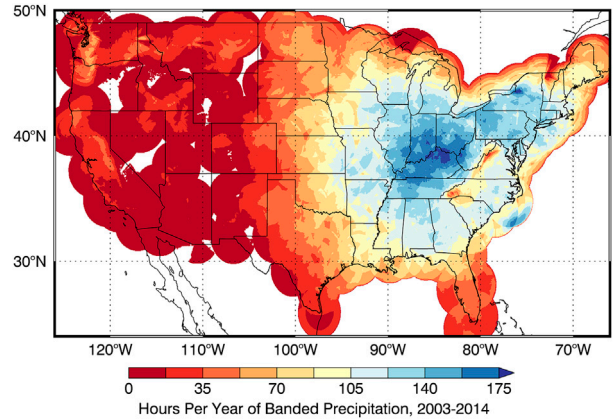 50°N
40°N
30°N
120°W 110°W 100°W 90°W 80°W 70°W
0 35 70 105 140 175
Hours Per Year of Banded Precipitation, 2003-2014